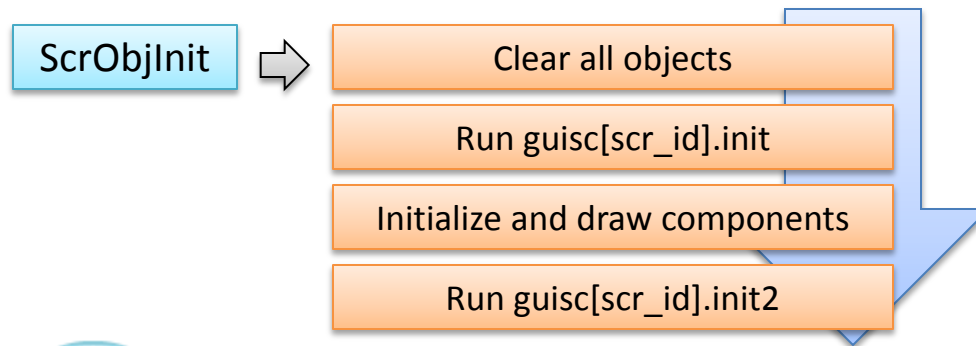 ScrObjInit
Clear all objects
Run guisc[scr_id].init
Initialize and draw components
Run guisc[scr_id].init2